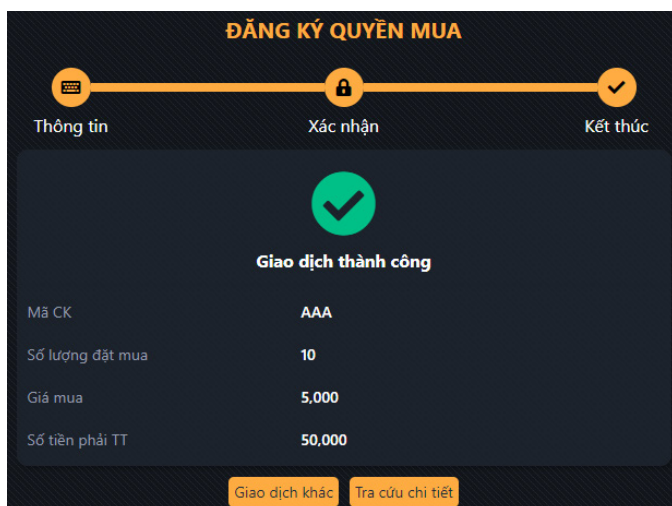 ĐĂNG KÝ QUYỀN MUA
Thông tin Xác nhận Kết thúc
Giao dịch thành công
Mã CK AAA
Số lượng đặt mua 10
Giá mua 5,000
Số tiền phải TT 50,000
Giao dịch khác Tra cứu chi tiết